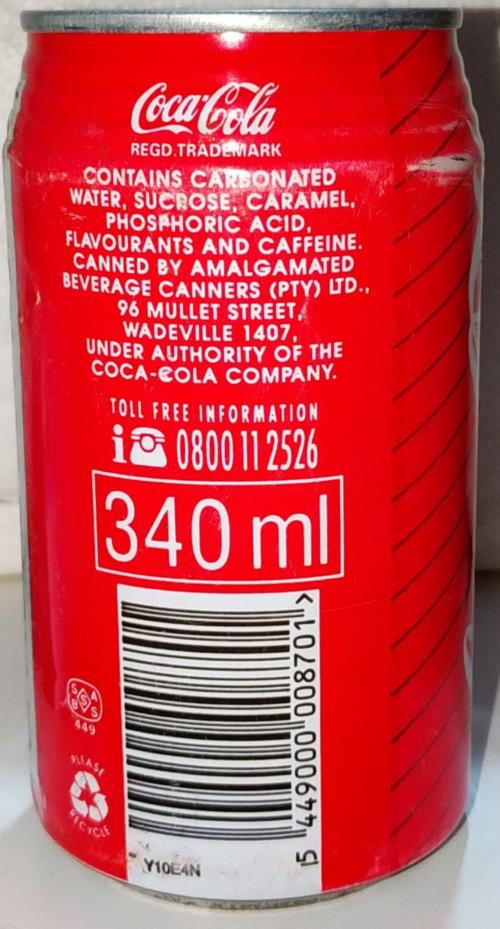 Coca-Cola
REGD.TRADEMARK
CONTAINS CARBONATED
WATER, SUCROSE, CARAMEL,
PHOSPHORIC ACID,
FLAVOURANTS AND CAFFEINE.
CANNED BY AMALGAMATED
BEVERAGE CANNERS (PTY) LTD.,
96 MULLET STREET,
WADEVILLE 1407,
UNDER AUTHORITY OF THE
COCA-COLA COMPANY.
TOLL FREE INFORMATION
i 0800 11 2526
340 ml
5 449000 008701 >
SABS
449
PLEASE
RECYCLE
Y10E4N